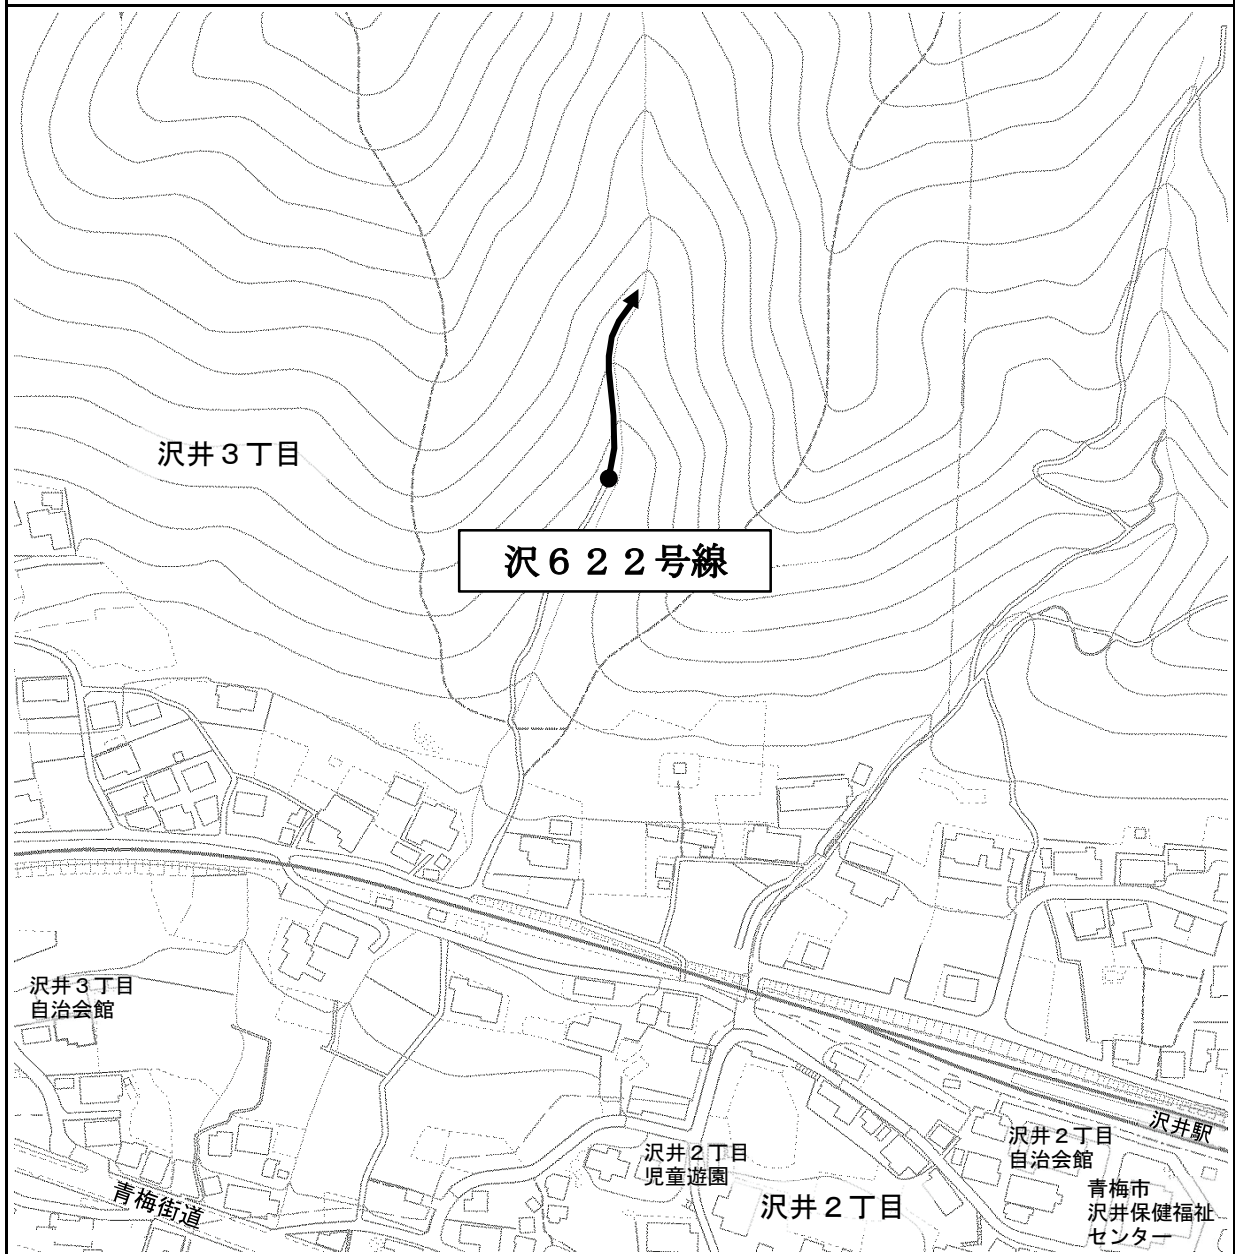 沢井３丁目
沢６２２号線
沢井３丁目
自治会館
沢井駅
沢井２丁目
自治会館
沢井２丁目
児童遊園
青梅街道
沢井２丁目
青梅市
沢井保健福祉
センター